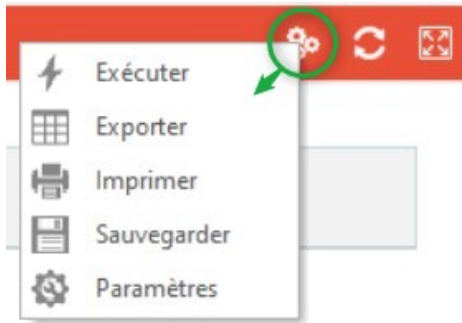 Exécuter
Exporter
Imprimer
Sauvegarder
Paramètres